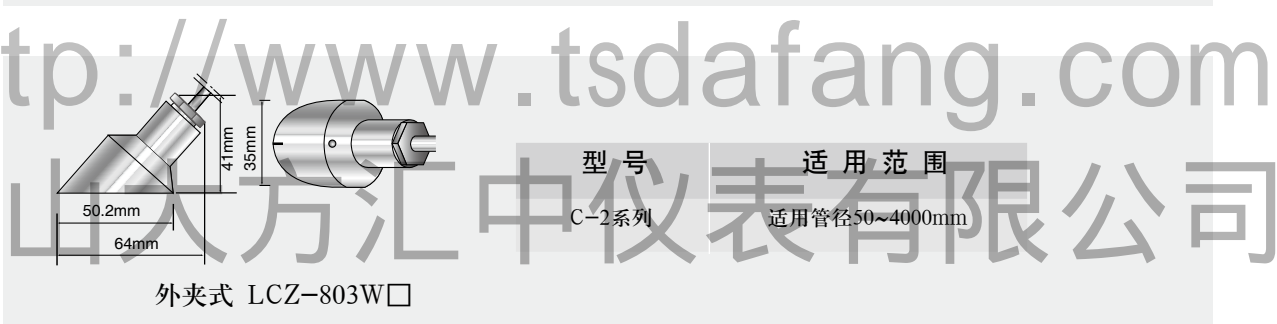 tp://www.tsdafang.com
山大方汇中仪表有限公司
41mm
35mm
50.2mm
64mm
外夹式 LCZ-803W□
型号 适用范围
C-2系列 适用管径50~4000mm